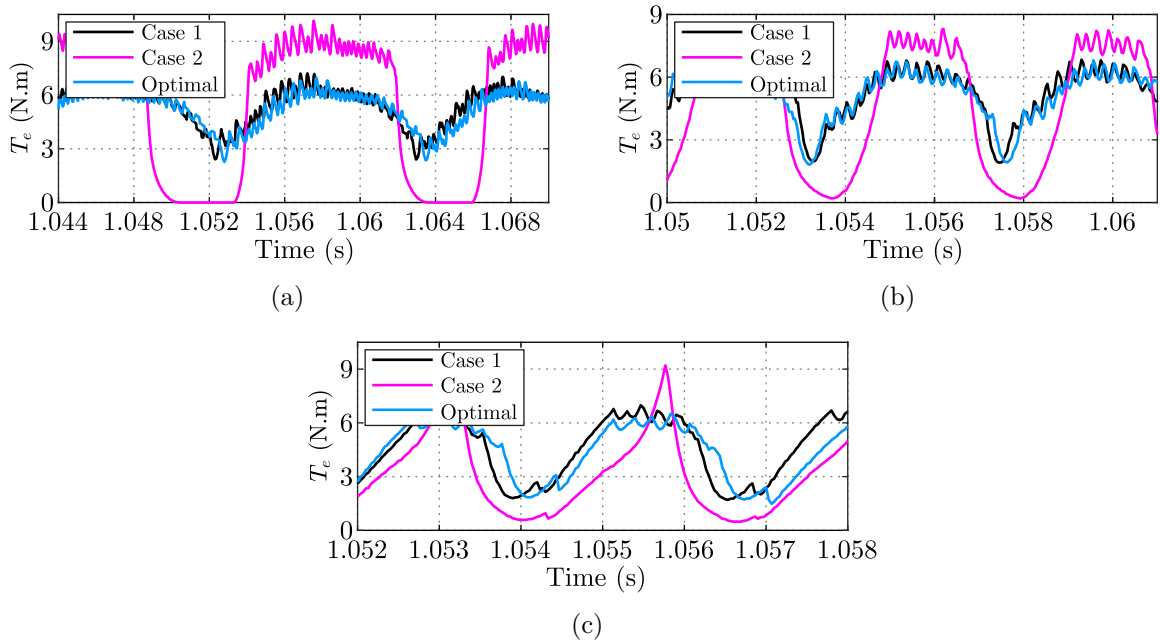 9
6
3
0
T_e (N.m)
Case 1
Case 2
Optimal
1.044 1.048 1.052 1.056 1.06 1.064 1.068
Time (s)
(a)
9
6
3
0
T_e (N.m)
Case 1
Case 2
Optimal
1.05 1.052 1.054 1.056 1.058 1.06
Time (s)
(b)
9
6
3
0
T_e (N.m)
Case 1
Case 2
Optimal
1.052 1.053 1.054 1.055 1.056 1.057 1.058
Time (s)
(c)